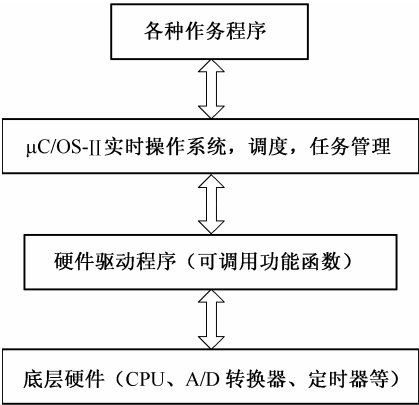 各种作务程序
μC/OS-Ⅱ实时操作系统，调度，任务管理
硬件驱动程序（可调用功能函数）
底层硬件（CPU、A/D 转换器、定时器等）